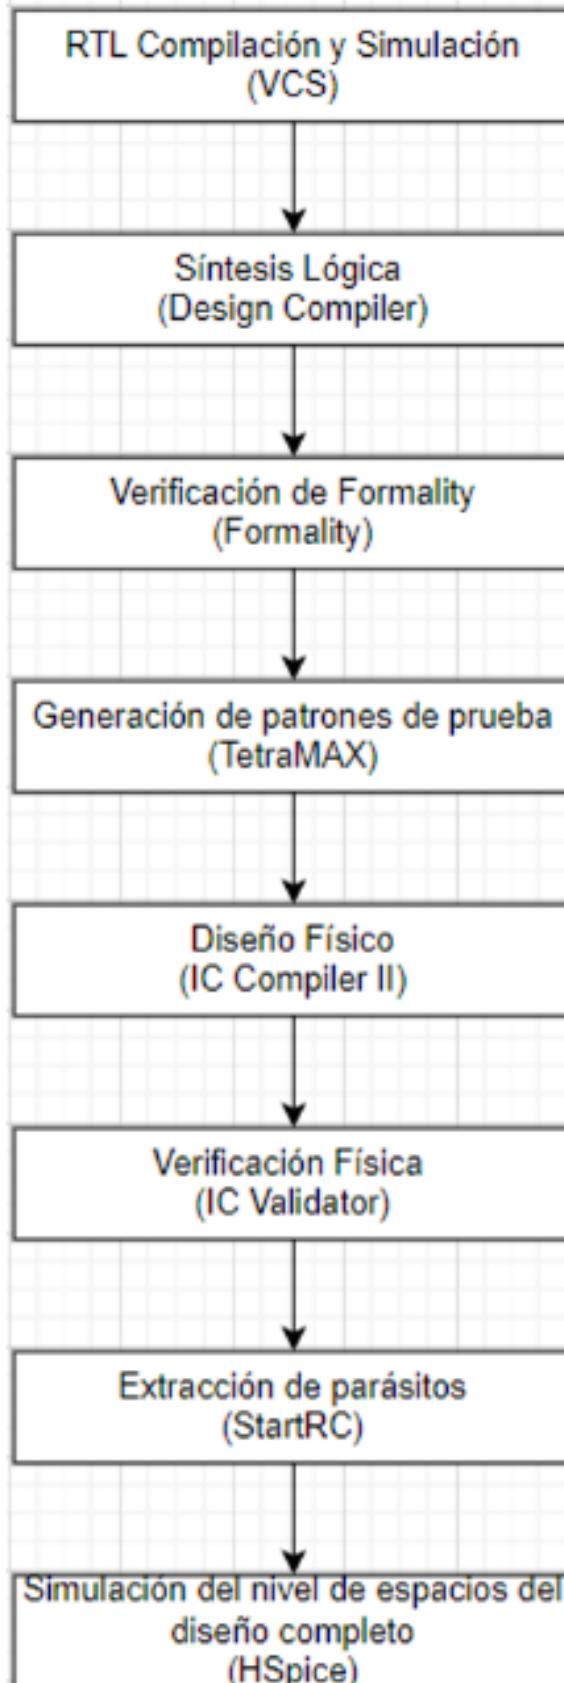 RTL Compilación y Simulación
(VCS)
Síntesis Lógica
(Design Compiler)
Verificación de Formality
(Formality)
Generación de patrones de prueba
(TetraMAX)
Diseño Físico
(IC Compiler II)
Verificación Física
(IC Validator)
Extracción de parásitos
(StartRC)
Simulación del nivel de espacios del
diseño completo
(HSpice)